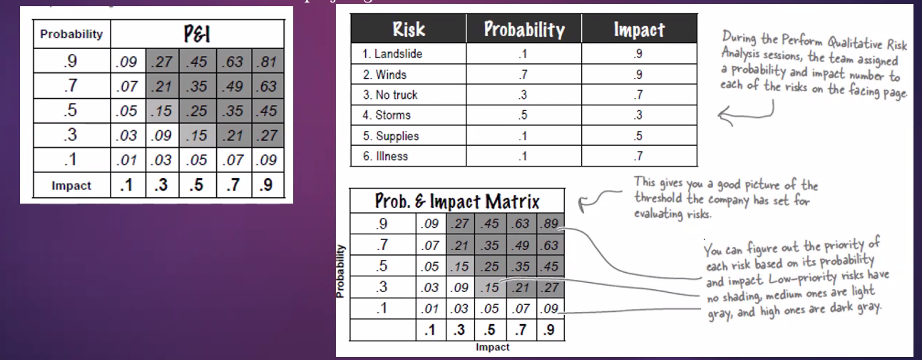 P&I
Probability
.9 .09 .27 .45 .63 .81
.7 .07 .21 .35 .49 .63
.5 .05 .15 .25 .35 .45
.3 .03 .09 .15 .21 .27
.1 .01 .03 .05 .07 .09
Impact .1 .3 .5 .7 .9
Risk Probability Impact
1. Landslide .1 .9
2. Winds .7 .9
3. No truck .3 .7
4. Storms .5 .3
5. Supplies .1 .5
6. Illness .1 .7
During the Perform Qualitative Risk
Analysis sessions, the team assigned
a probability and impact number to
each of the risks on the facing page.
Prob. & Impact Matrix
.9 .09 .27 .45 .63 .89
.7 .07 .21 .35 .49 .63
.5 .05 .15 .25 .35 .45
.3 .03 .09 .15 .21 .27
.1 .01 .03 .05 .07 .09
.1 .3 .5 .7 .9
Probability
Impact
This gives you a good picture of the
threshold the company has set for
evaluating risks.
You can figure out the priority of
each risk based on its probability
and impact. Low-priority risks have
no shading, medium ones are light
gray, and high ones are dark gray.